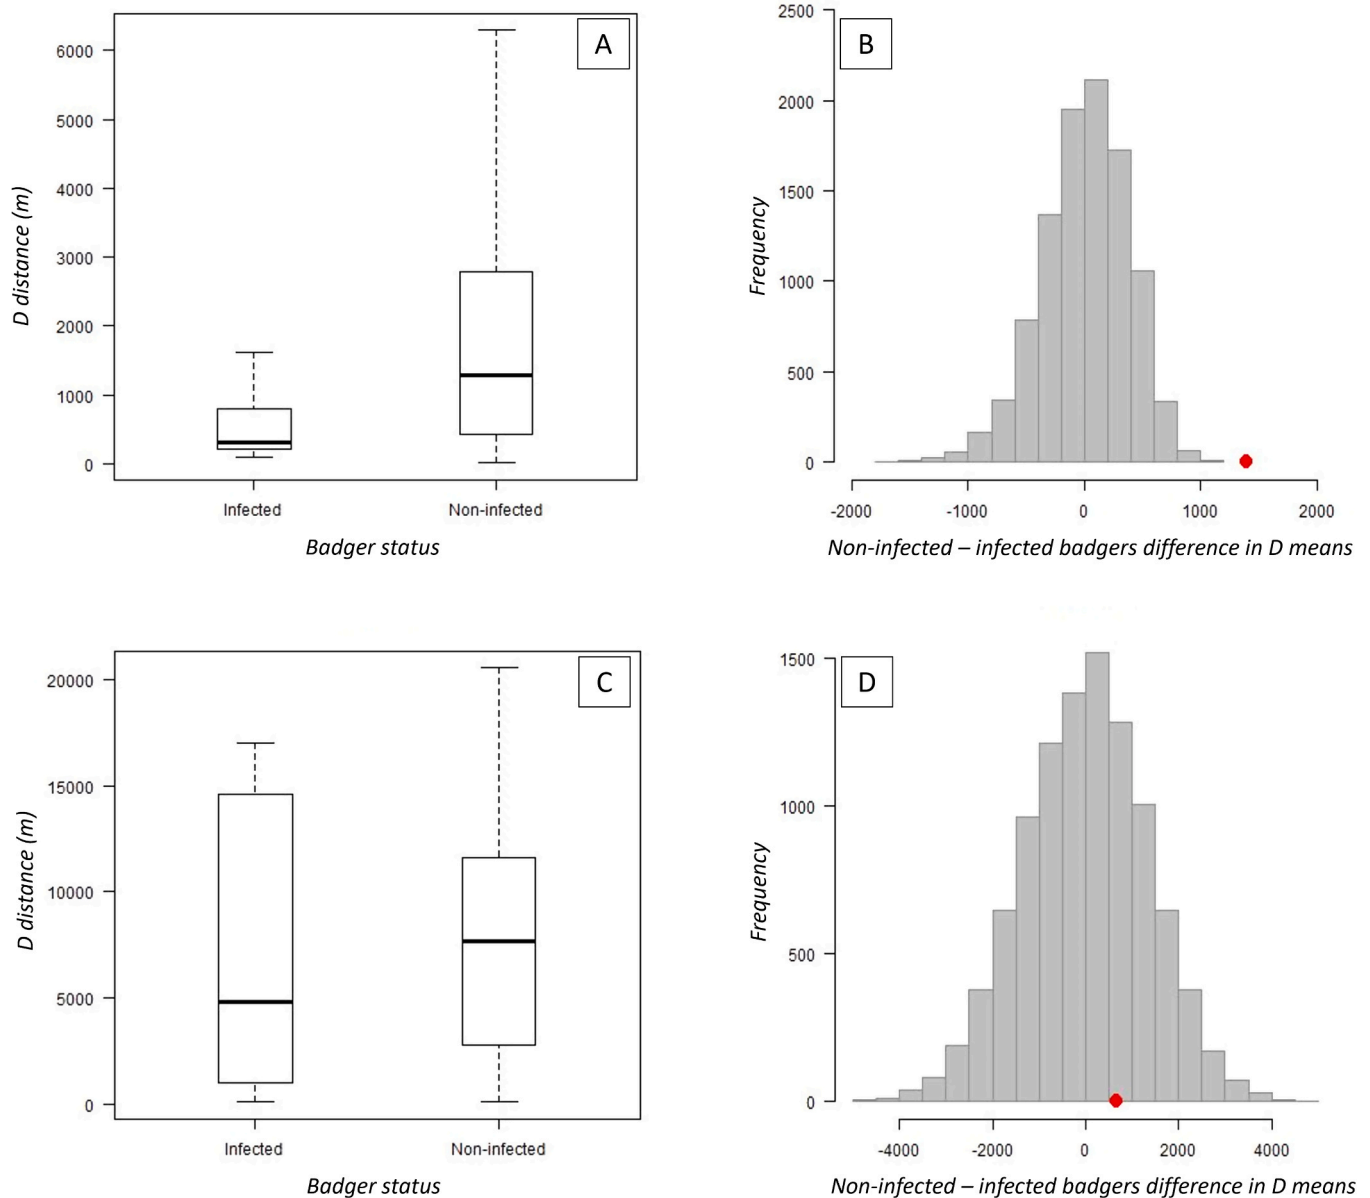 A
6000
5000
4000
3000
2000
1000
0
D distance (m)
Infected Non-infected
Badger status
B
2500
2000
1500
1000
500
0
Frequency
-2000 -1000 0 1000 2000
Non-infected – infected badgers difference in D means
C
20000
15000
10000
5000
0
D distance (m)
Infected Non-infected
Badger status
D
1500
1000
500
0
Frequency
-4000 -2000 0 2000 4000
Non-infected – infected badgers difference in D means